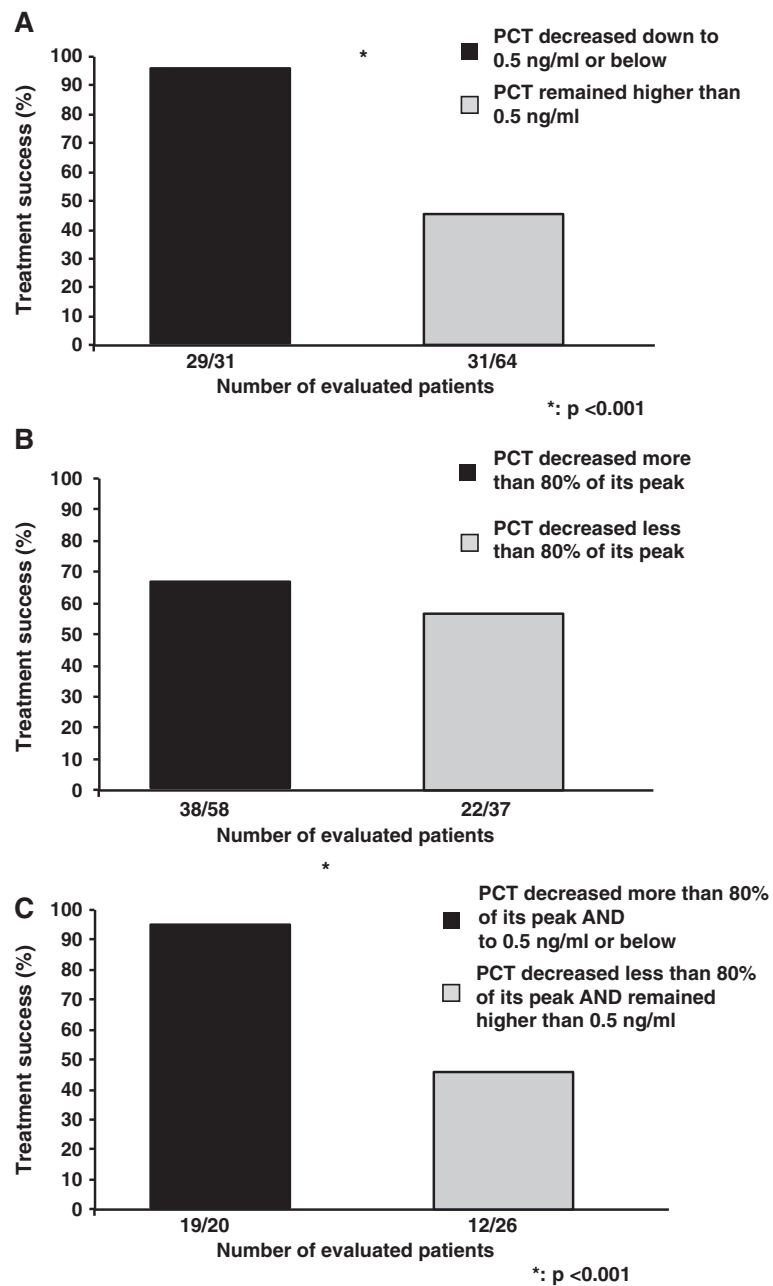 A
PCT decreased down to
0.5 ng/ml or below
PCT remained higher than
0.5 ng/ml
*
Treatment success (%)
100
90
80
70
60
50
40
30
20
10
0
29/31
31/64
Number of evaluated patients
*: p <0.001
B
PCT decreased more
than 80% of its peak
PCT decreased less
than 80% of its peak
Treatment success (%)
100
90
80
70
60
50
40
30
20
10
0
38/58
22/37
Number of evaluated patients
*
C
PCT decreased more than 80%
of its peak AND
to 0.5 ng/ml or below
PCT decreased less than 80%
of its peak AND remained
higher than 0.5 ng/ml
Treatment success (%)
100
90
80
70
60
50
40
30
20
10
0
19/20
12/26
Number of evaluated patients
*: p <0.001